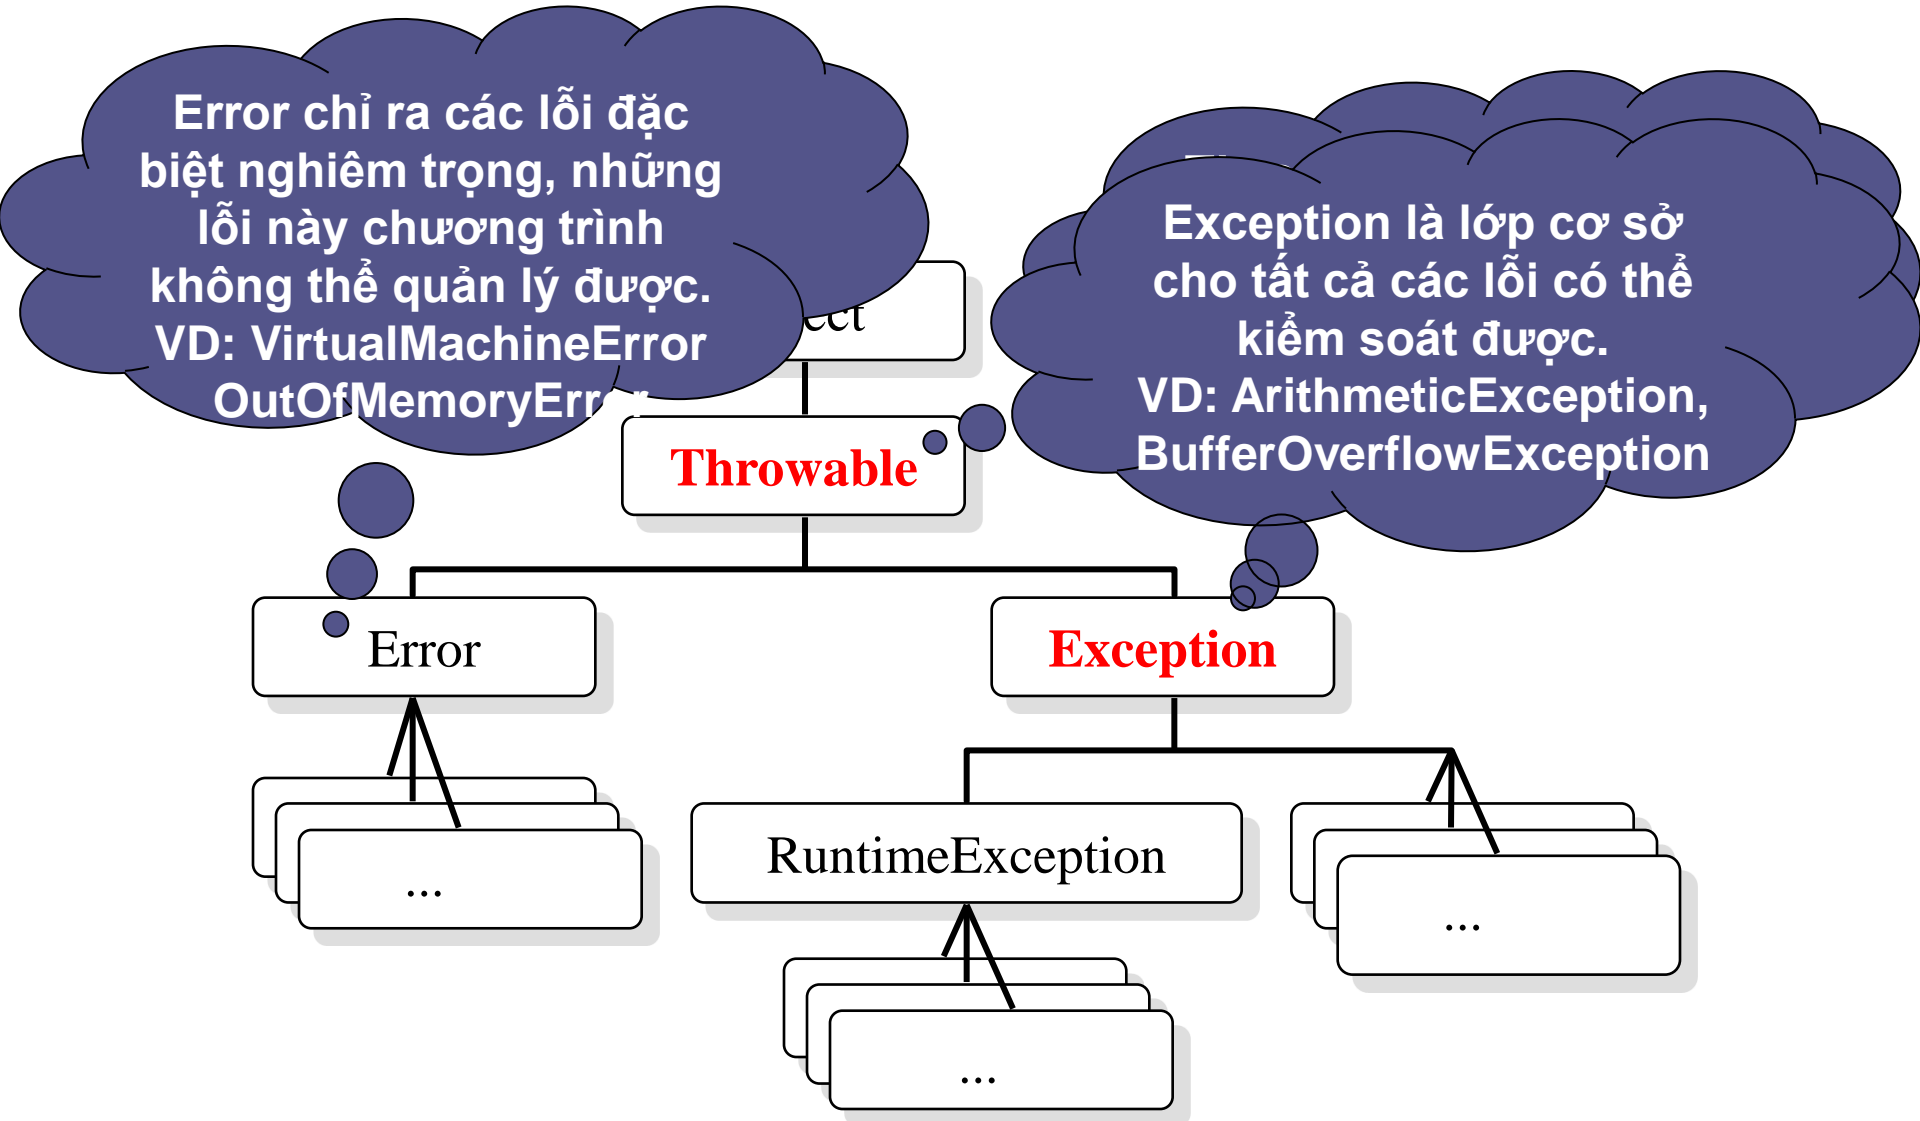 Error chỉ ra các lỗi đặc
biệt nghiêm trọng, những
lỗi này chương trình
không thể quản lý được.
VD: VirtualMachineError
OutOfMemoryError
Exception là lớp cơ sở
cho tất cả các lỗi có thể
kiểm soát được.
VD: ArithmeticException,
BufferOverflowException
ect
Throwable
Error
Exception
RuntimeException
...
...
...